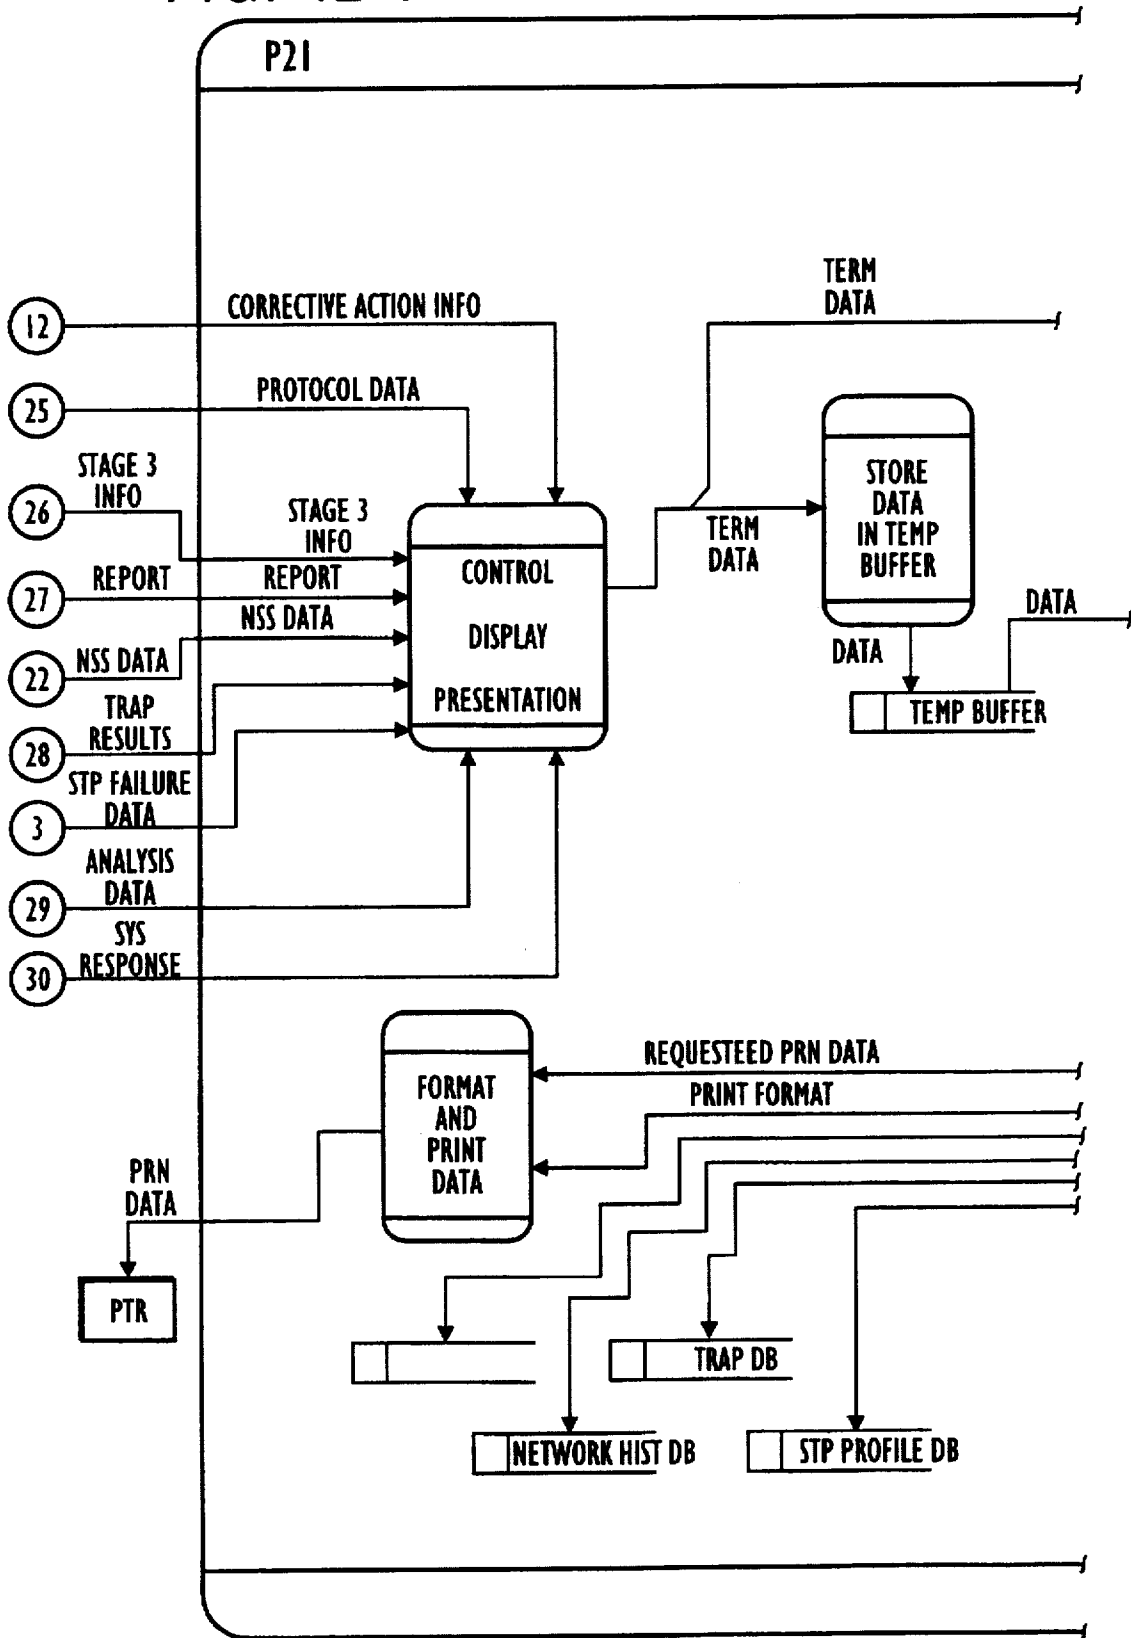 P21
TERM
DATA
12
CORRECTIVE ACTION INFO
25
PROTOCOL DATA
STAGE 3
INFO
26
STAGE 3
INFO
STORE
DATA
IN TEMP
BUFFER
TERM
DATA
27
REPORT
REPORT
CONTROL
DISPLAY
PRESENTATION
DATA
NSS DATA
22
NSS DATA
DATA
TEMP BUFFER
TRAP
RESULTS
28
STP FAILURE
DATA
3
ANALYSIS
DATA
29
SYS
RESPONSE
30
REQUESTEED PRN DATA
PRINT FORMAT
FORMAT
AND
PRINT
DATA
PRN
DATA
PTR
TRAP DB
NETWORK HIST DB
STP PROFILE DB